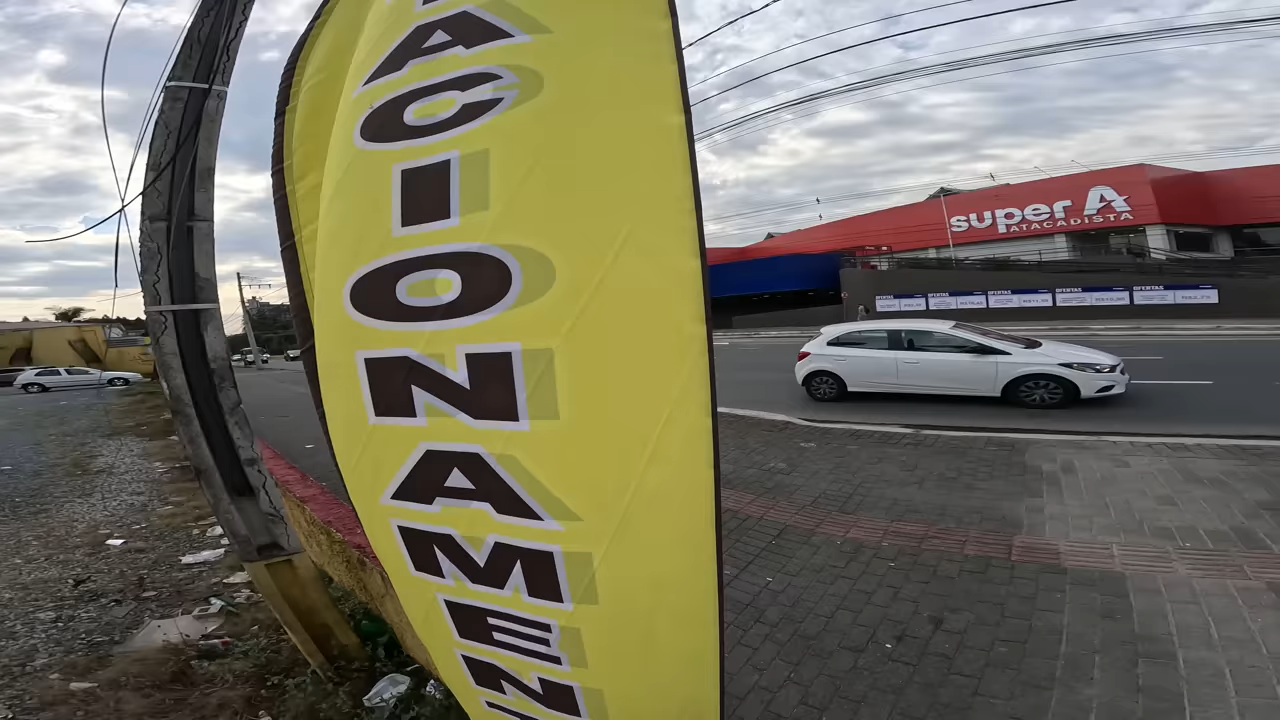 ACIONAMEN
super A
ATACADISTA
OFERTAS
OFERTAS
OFERTAS
OFERTAS
OFERTAS